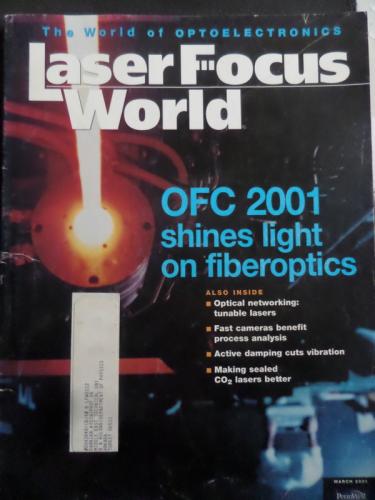 The World of OPTOELECTRONICS
Laser Focus
World
OFC 2001
shines light
on fiberoptics
ALSO INSIDE
Optical networking:
tunable lasers
Fast cameras benefit
process analysis
Active damping cuts vibration
Making sealed
CO2 lasers better
MARCH 2001
PennWell